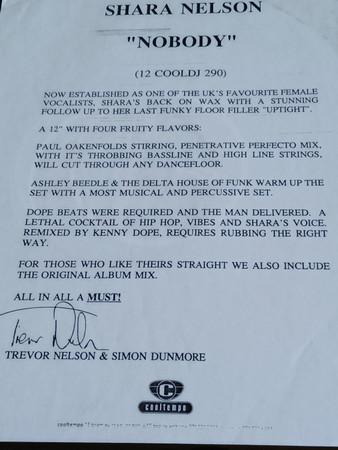 SHARA NELSON
"NOBODY"
(12 COOLDJ 290)
NOW ESTABLISHED AS ONE OF THE UK'S FAVOURITE FEMALE
VOCALISTS, SHARA'S BACK ON WAX WITH A STUNNING
FOLLOW UP TO HER LAST FUNKY FLOOR FILLER "UPTIGHT".
A 12" WITH FOUR FRUITY FLAVORS:
PAUL OAKENFOLDS STIRRING, PENETRATIVE PERFECTO MIX,
WITH IT'S THROBBING BASSLINE AND HIGH LINE STRINGS,
WILL CUT THROUGH ANY DANCEFLOOR.
ASHLEY BEEDLE & THE DELTA HOUSE OF FUNK WARM UP THE
SET WITH A MOST MUSICAL AND PERCUSSIVE SET.
DOPE BEATS WERE REQUIRED AND THE MAN DELIVERED. A
LETHAL COCKTAIL OF HIP HOP, VIBES AND SHARA'S VOICE.
REMIXED BY KENNY DOPE, REQUIRES RUBBING THE RIGHT
WAY.
FOR THOSE WHO LIKE THEIRS STRAIGHT WE ALSO INCLUDE
THE ORIGINAL ALBUM MIX.
ALL IN ALL A MUST!
TREVOR NELSON & SIMON DUNMORE
C
cooltempo